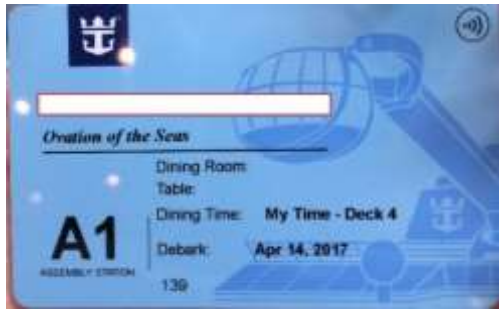 Ovation of the Seas
Dining Room
Table:
Dining Time: My Time - Deck 4
A1
Debark: Apr 14, 2017
ASSEMBLY STATION
139